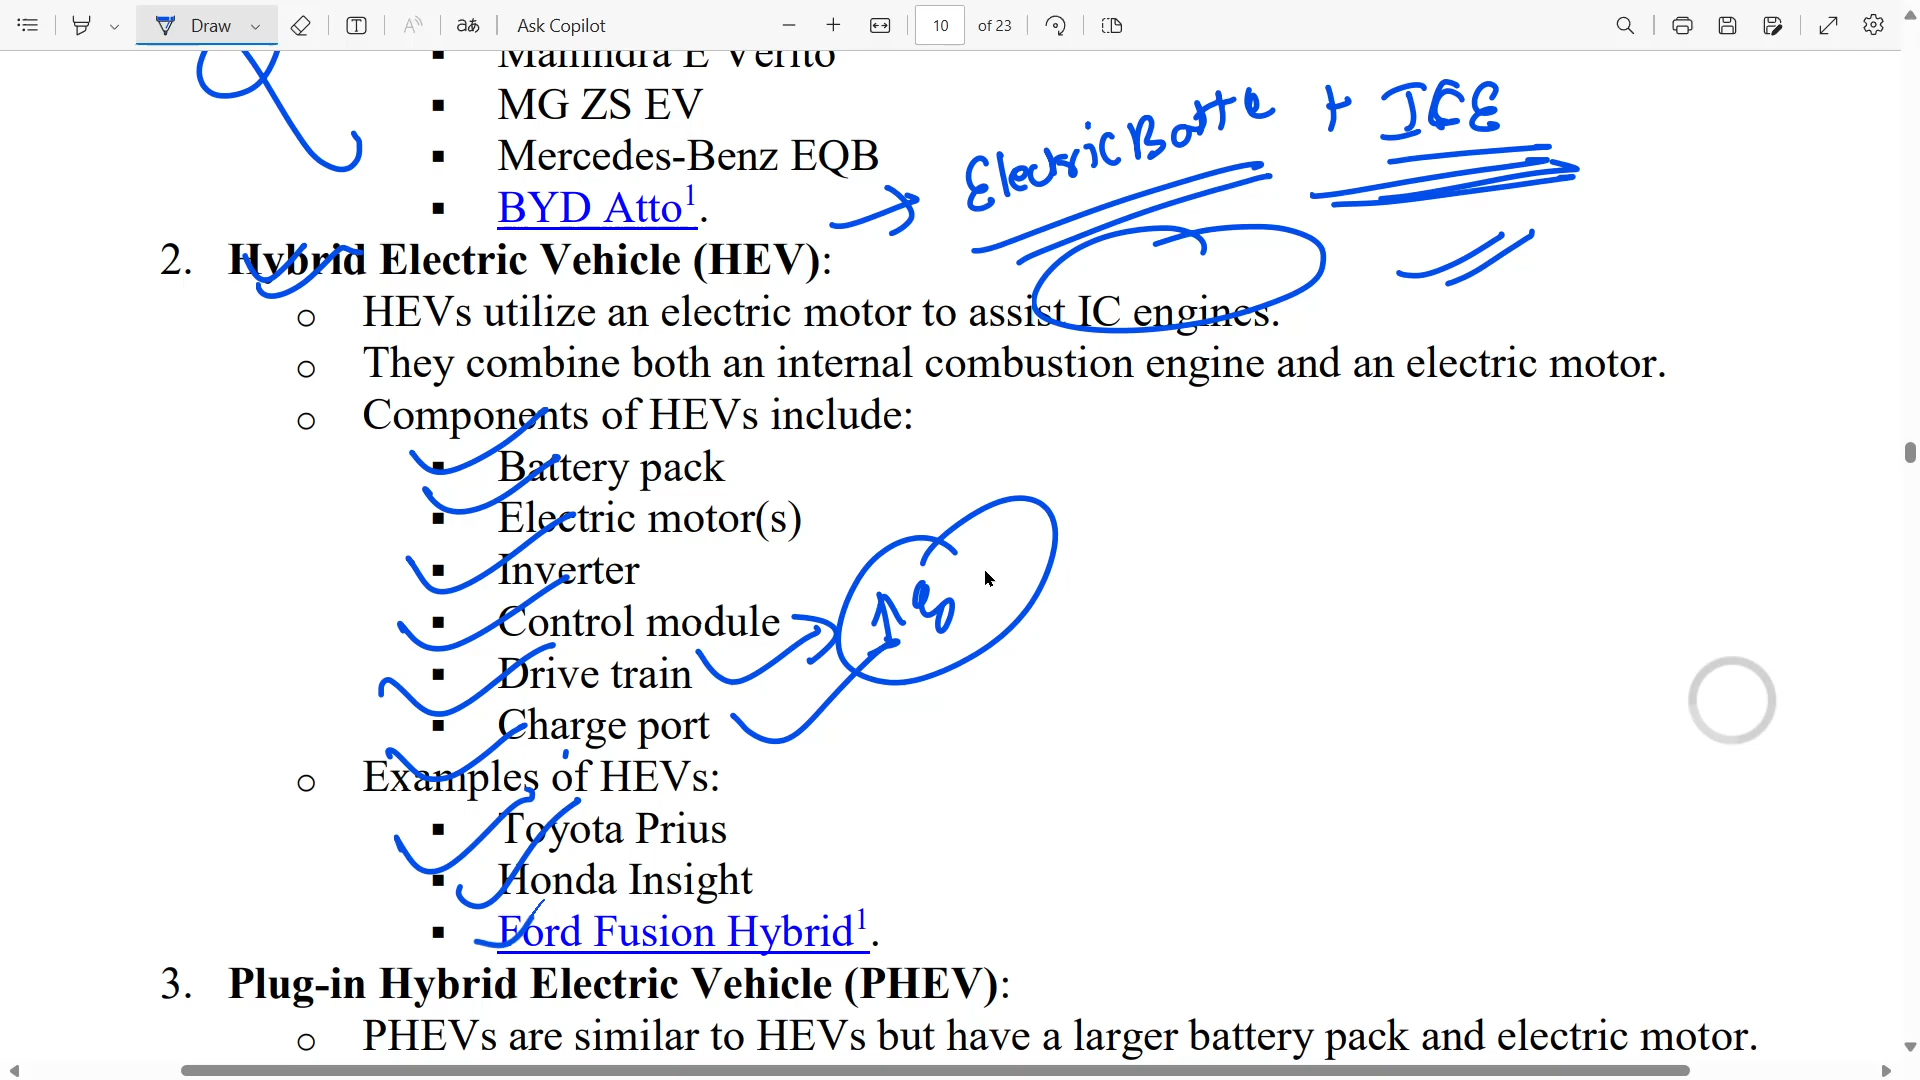 Draw
aあ
Ask Copilot
10 of 23
Mahindra E Verito
▪ MG ZS EV
▪ Mercedes-Benz EQB
▪ BYD Atto¹.
Electric Batte + ICE
2. Hybrid Electric Vehicle (HEV):
o HEVs utilize an electric motor to assist IC engines.
o They combine both an internal combustion engine and an electric motor.
o Components of HEVs include:
▪ Battery pack
▪ Electric motor(s)
▪ Inverter
▪ Control module
▪ Drive train
▪ Charge port
o Examples of HEVs:
▪ Toyota Prius
▪ Honda Insight
▪ Ford Fusion Hybrid¹.
3. Plug-in Hybrid Electric Vehicle (PHEV):
o PHEVs are similar to HEVs but have a larger battery pack and electric motor.